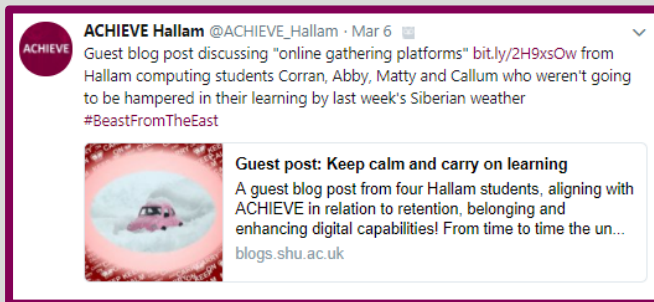 ACHIEVE
ACHIEVE Hallam @ACHIEVE_Hallam · Mar 6
Guest blog post discussing "online gathering platforms" bit.ly/2H9xsOw from
Hallam computing students Corran, Abby, Matty and Callum who weren't going
to be hampered in their learning by last week's Siberian weather
#BeastFromTheEast
Guest post: Keep calm and carry on learning
A guest blog post from four Hallam students, aligning with
ACHIEVE in relation to retention, belonging and
enhancing digital capabilities! From time to time the un...
blogs.shu.ac.uk